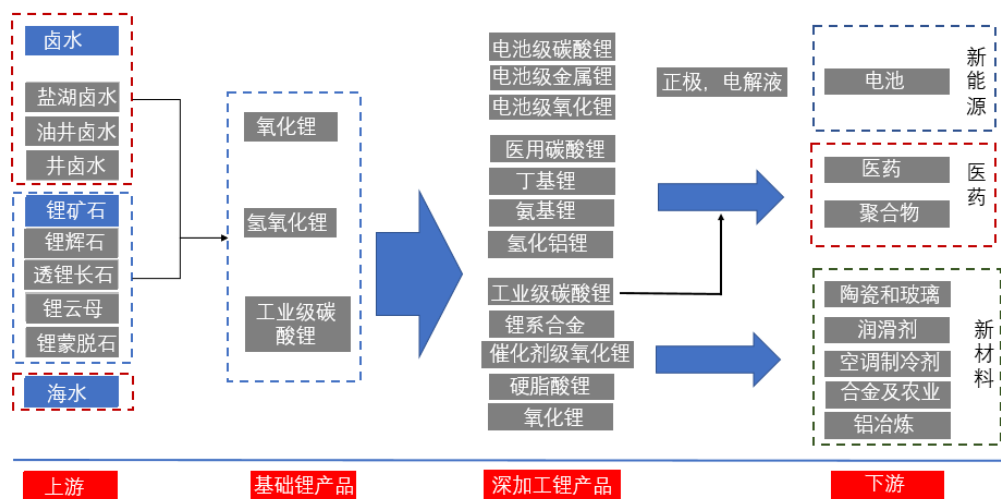 卤水
盐湖卤水
油井卤水
井卤水
锂矿石
锂辉石
透锂长石
锂云母
锂蒙脱石
海水
氧化锂
氢氧化锂
工业级碳
酸锂
电池级碳酸锂
电池级金属锂
电池级氧化锂
医用碳酸锂
丁基锂
氨基锂
氢化铝锂
工业级碳酸锂
锂系合金
催化剂级氧化锂
硬脂酸锂
氧化锂
正极，电解液
电池
新能源
医药
聚合物
医药
陶瓷和玻璃
润滑剂
空调制冷剂
合金及农业
铝冶炼
新材料
上游
基础锂产品
深加工锂产品
下游